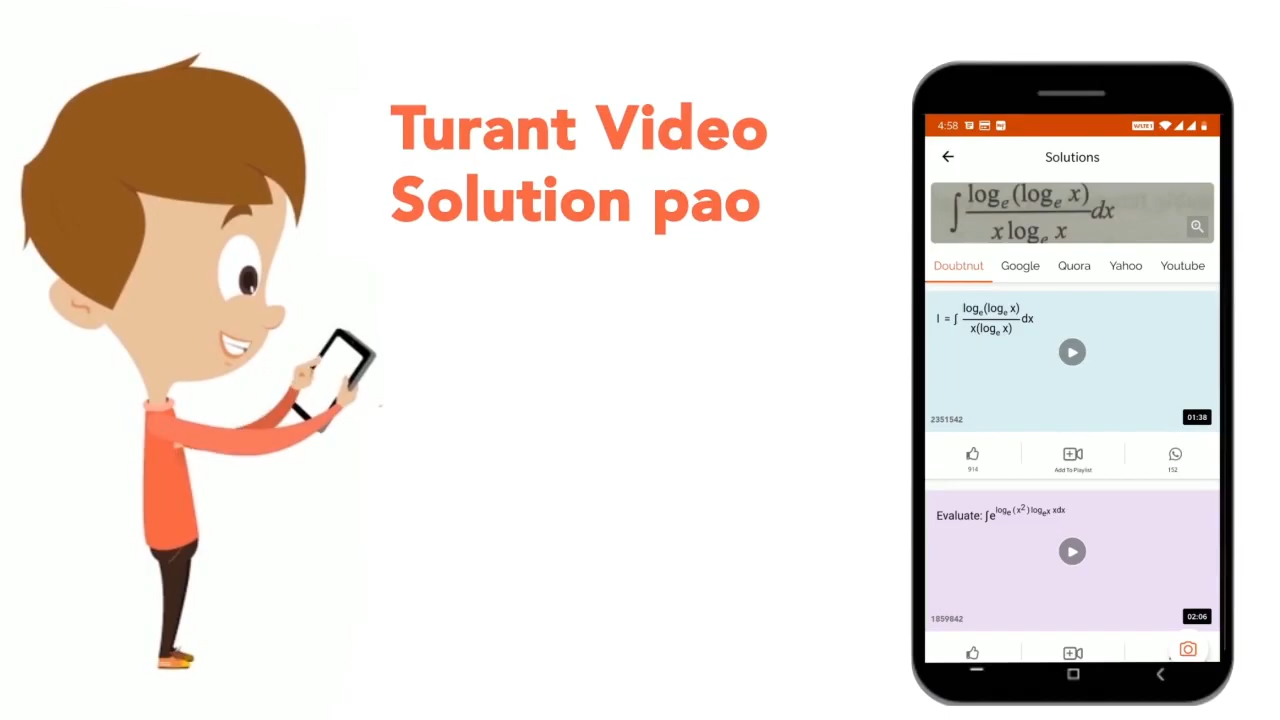 Turant Video
Solution pao
4:58
Solutions
∫ logₑ(logₑ x) / x logₑ x dx
Doubtnut Google Quora Yahoo Youtube
I = ∫ logₑ(logₑ x) / x(logₑ x) dx
2351542 01:38
914 Add To Playlist 152
Evaluate: ∫e^logₑ(x²)logₑx xdx
1859842 02:06